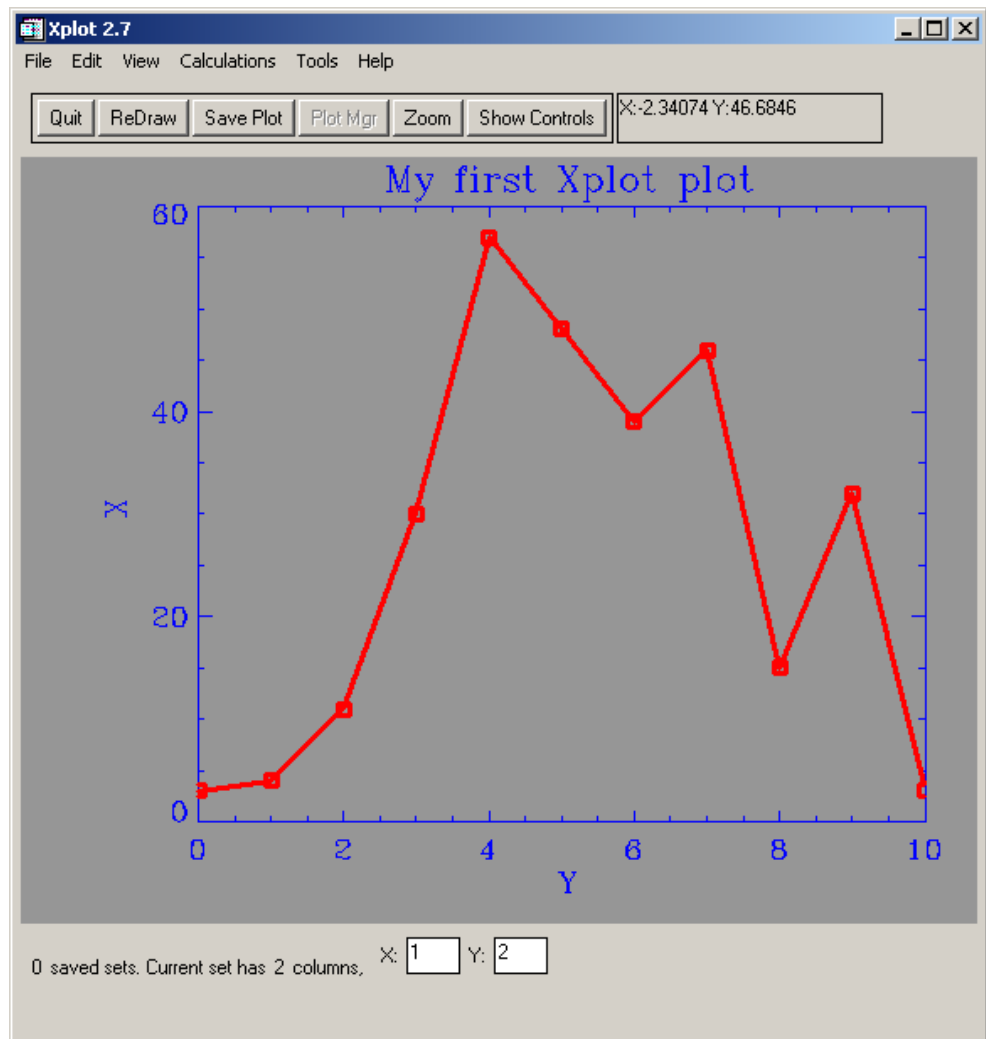 Xplot 2.7
File Edit View Calculations Tools Help
Quit ReDraw Save Plot Plot Mgr Zoom Show Controls X:-2.34074 Y:46.6846
My first Xplot plot
60
40
X
20
0
0 2 4 6 8 10
Y
0 saved sets. Current set has 2 columns, X: 1 Y: 2